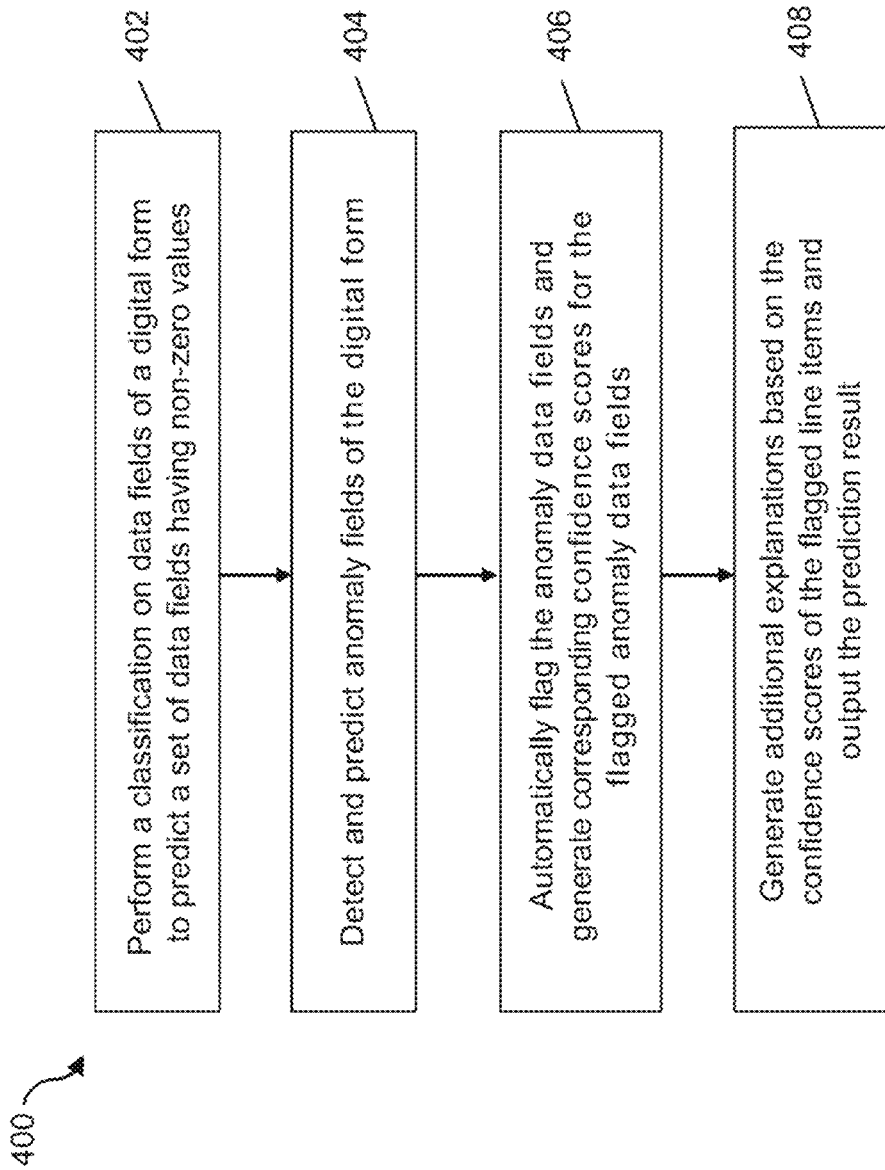 400
402
Perform a classification on data fields of a digital form
to predict a set of data fields having non-zero values
404
Detect and predict anomaly fields of the digital form
406
Automatically flag the anomaly data fields and
generate corresponding confidence scores for the
flagged anomaly data fields
408
Generate additional explanations based on the
confidence scores of the flagged line items and
output the prediction result